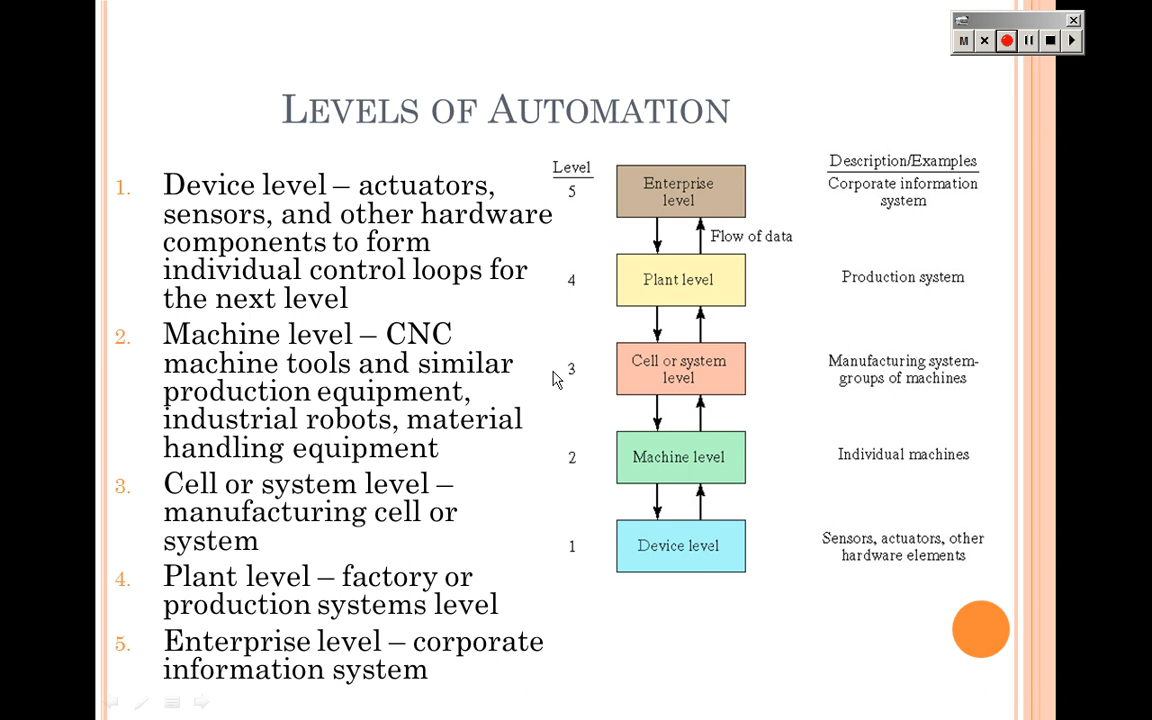 M
LEVELS OF AUTOMATION
1. Device level – actuators,
sensors, and other hardware
components to form
individual control loops for
the next level
2. Machine level – CNC
machine tools and similar
production equipment,
industrial robots, material
handling equipment
3. Cell or system level –
manufacturing cell or
system
4. Plant level – factory or
production systems level
5. Enterprise level – corporate
information system
Level
Description/Examples
5
Enterprise
level
Corporate information
system
Flow of data
4
Plant level
Production system
3
Cell or system
level
Manufacturing system-
groups of machines
2
Machine level
Individual machines
1
Device level
Sensors, actuators, other
hardware elements